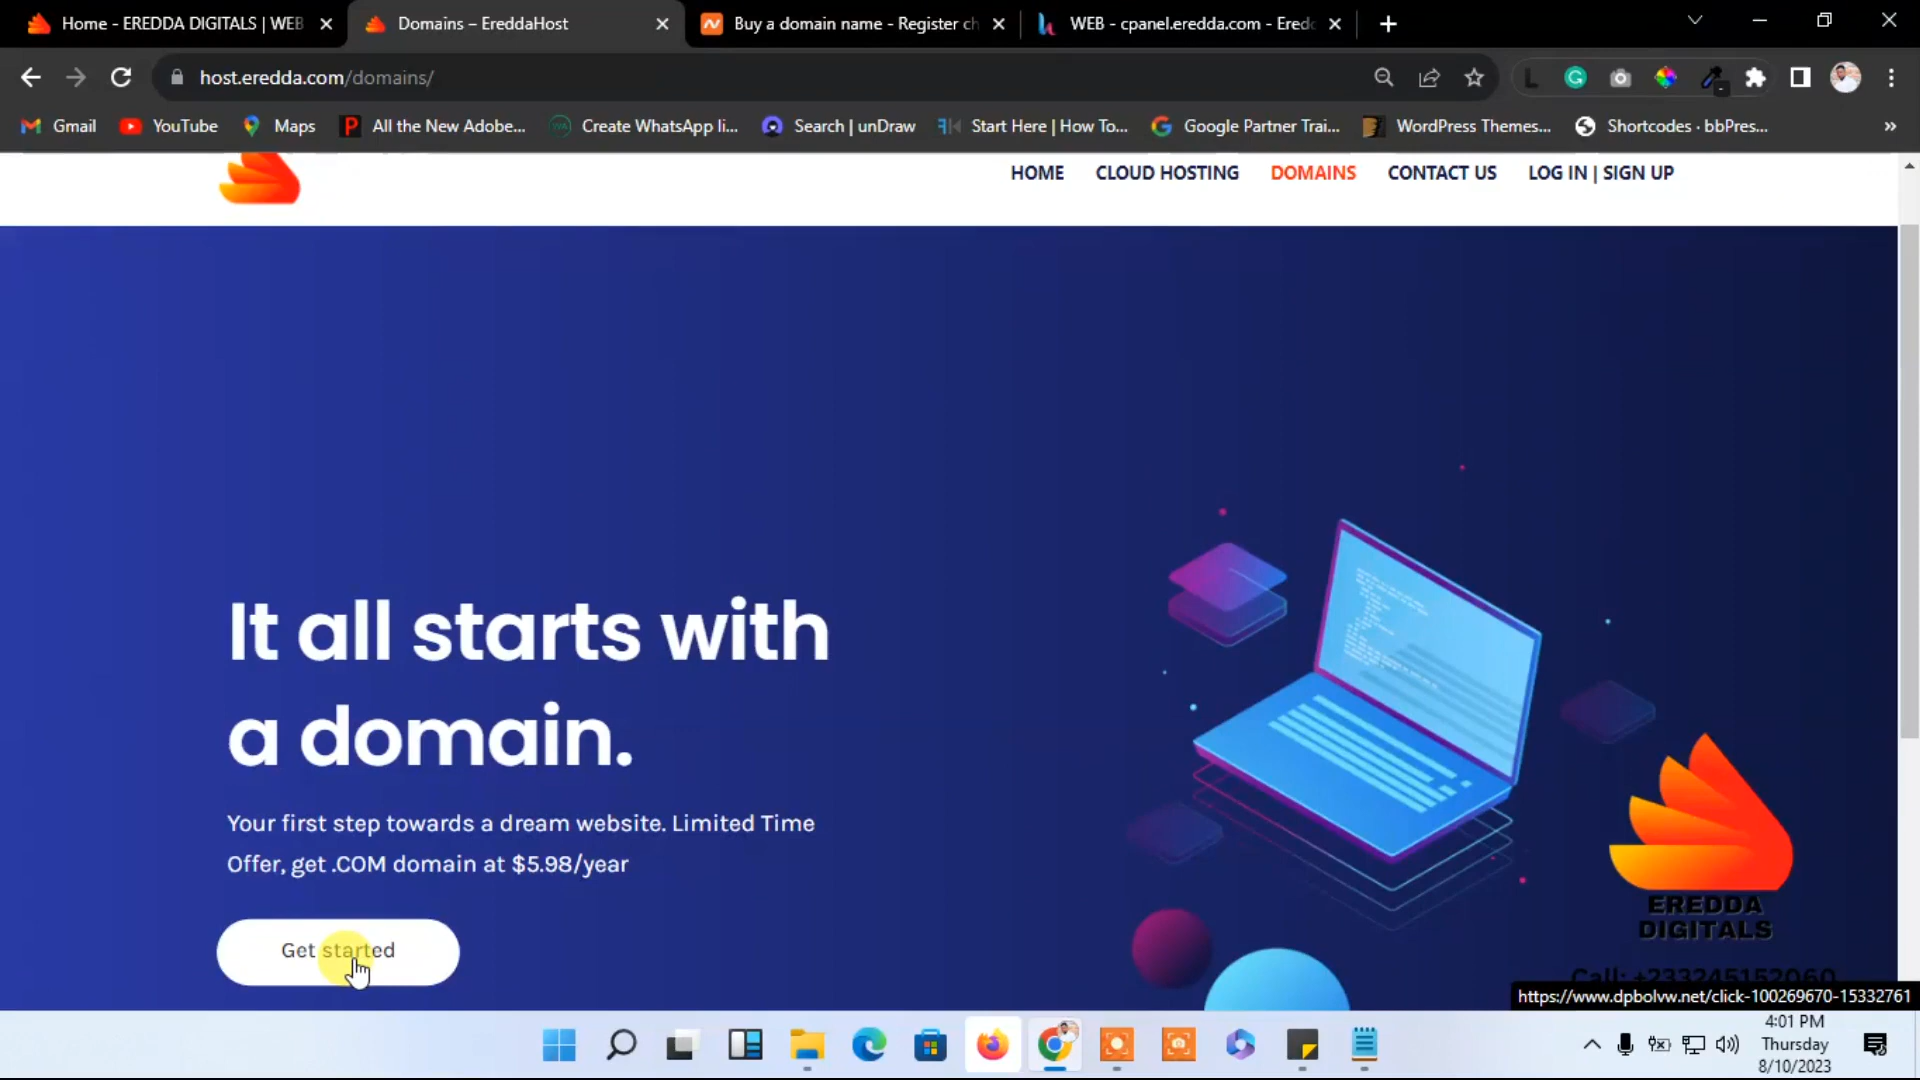 Home - EREDDA DIGITALS | WEB
Domains – EreddaHost
Buy a domain name - Register ch
WEB - cpanel.eredda.com - Eredd
host.eredda.com/domains/
Gmail
YouTube
Maps
All the New Adobe...
Create WhatsApp li...
Search | unDraw
Start Here | How To...
Google Partner Trai...
WordPress Themes...
Shortcodes · bbPres...
HOME
CLOUD HOSTING
DOMAINS
CONTACT US
LOG IN | SIGN UP
It all starts with
a domain.
Your first step towards a dream website. Limited Time
Offer, get .COM domain at $5.98/year
Get started
EREDDA
DIGITALS
Call: +233245152060
https://www.dpbolvw.net/click-100269670-15332761
4:01 PM
Thursday
8/10/2023